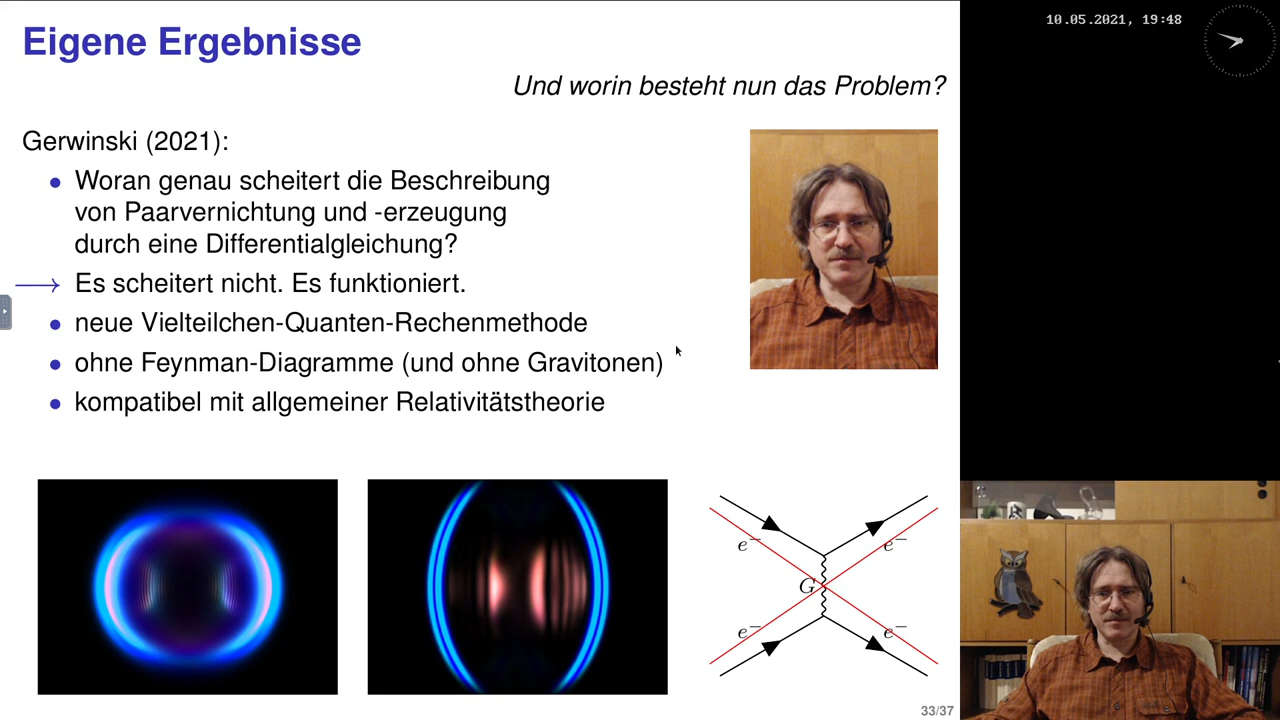 Eigene Ergebnisse
10.05.2021, 19:48
Und worin besteht nun das Problem?
Gerwinski (2021):
• Woran genau scheitert die Beschreibung
von Paarvernichtung und -erzeugung
durch eine Differentialgleichung?
→ Es scheitert nicht. Es funktioniert.
• neue Vielteilchen-Quanten-Rechenmethode
• ohne Feynman-Diagramme (und ohne Gravitonen)
• kompatibel mit allgemeiner Relativitätstheorie
e⁻ e⁻
G
e⁻ e⁻
33/37